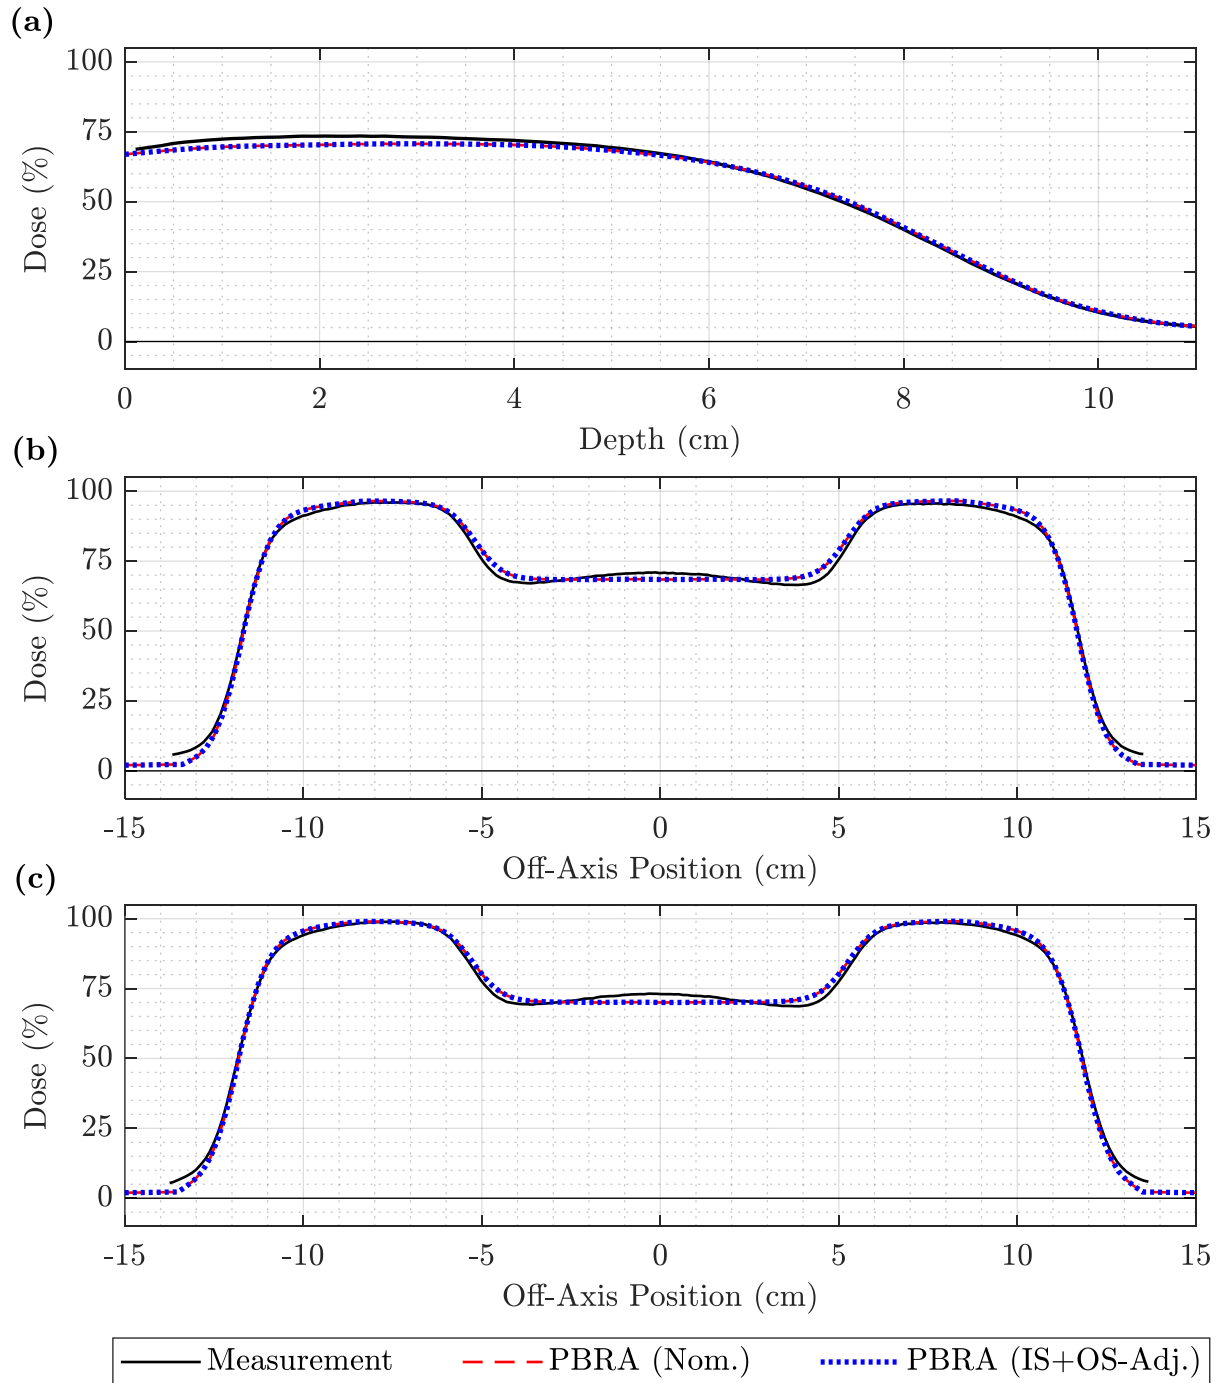 (a)
100
75
50
25
0
Dose (%)
0 2 4 6 8 10
Depth (cm)
(b)
100
75
50
25
0
Dose (%)
-15 -10 -5 0 5 10 15
Off-Axis Position (cm)
(c)
100
75
50
25
0
Dose (%)
-15 -10 -5 0 5 10 15
Off-Axis Position (cm)
Measurement PBRA (Nom.) PBRA (IS+OS-Adj.)